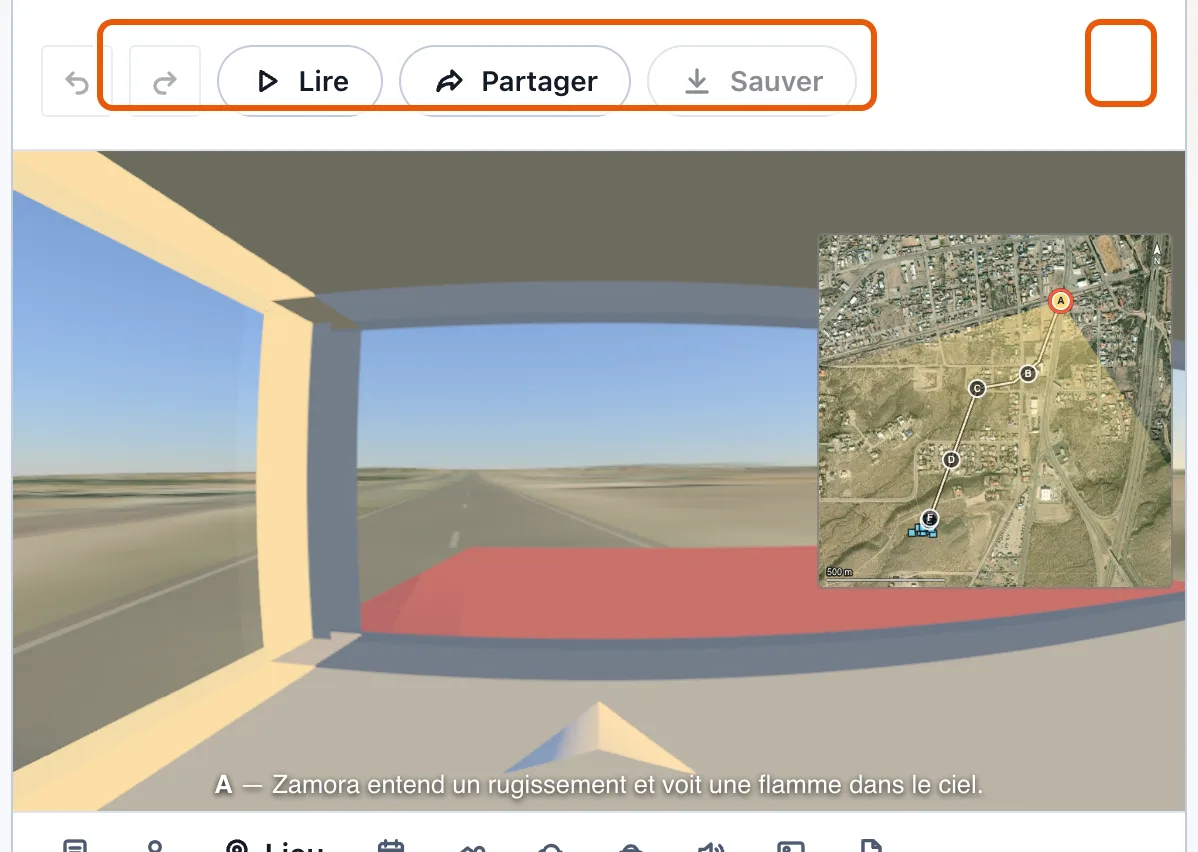 Lire
Partager
Sauver
N
A
B
C
D
500 m
A — Zamora entend un rugissement et voit une flamme dans le ciel.
Lieu